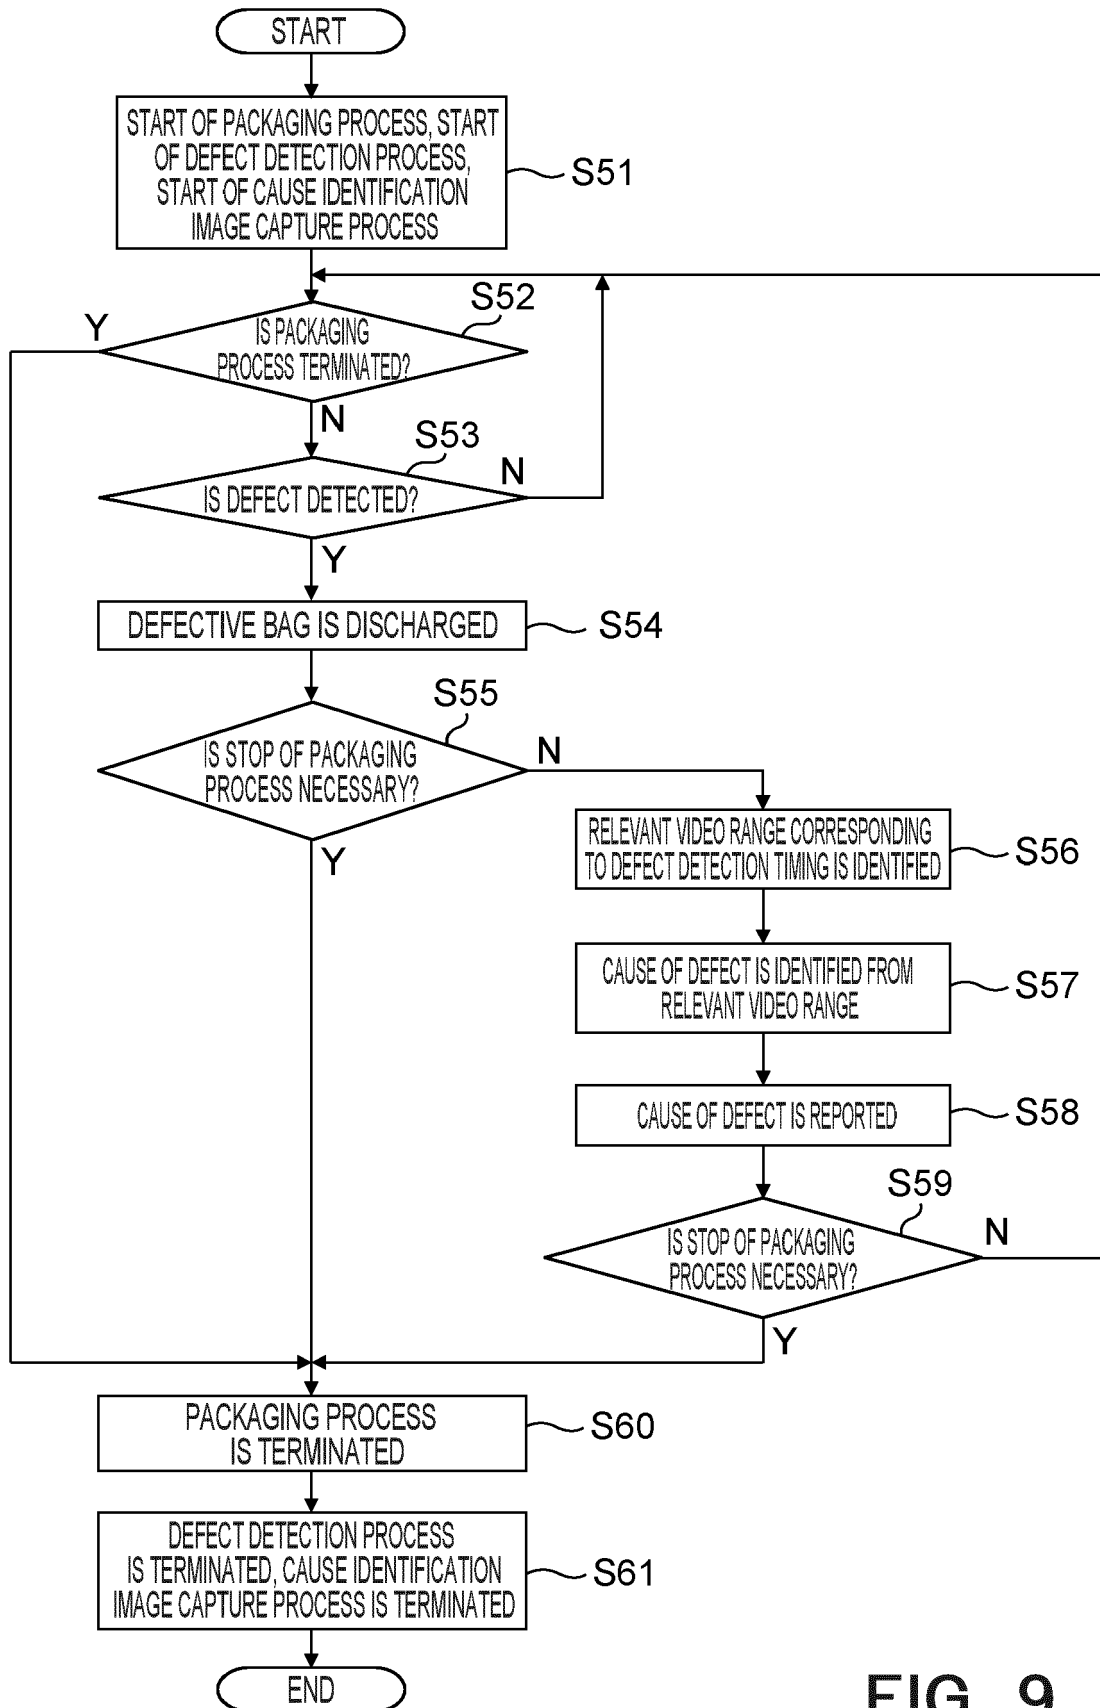 START
START OF PACKAGING PROCESS, START
OF DEFECT DETECTION PROCESS,
START OF CAUSE IDENTIFICATION
IMAGE CAPTURE PROCESS
S51
S52
Y
IS PACKAGING
PROCESS TERMINATED?
N
S53
N
IS DEFECT DETECTED?
Y
DEFECTIVE BAG IS DISCHARGED
S54
S55
IS STOP OF PACKAGING
PROCESS NECESSARY?
N
Y
RELEVANT VIDEO RANGE CORRESPONDING
TO DEFECT DETECTION TIMING IS IDENTIFIED
S56
CAUSE OF DEFECT IS IDENTIFIED FROM
RELEVANT VIDEO RANGE
S57
CAUSE OF DEFECT IS REPORTED
S58
S59
IS STOP OF PACKAGING
PROCESS NECESSARY?
N
Y
PACKAGING PROCESS
IS TERMINATED
S60
DEFECT DETECTION PROCESS
IS TERMINATED, CAUSE IDENTIFICATION
IMAGE CAPTURE PROCESS IS TERMINATED
S61
END
FIG. 9